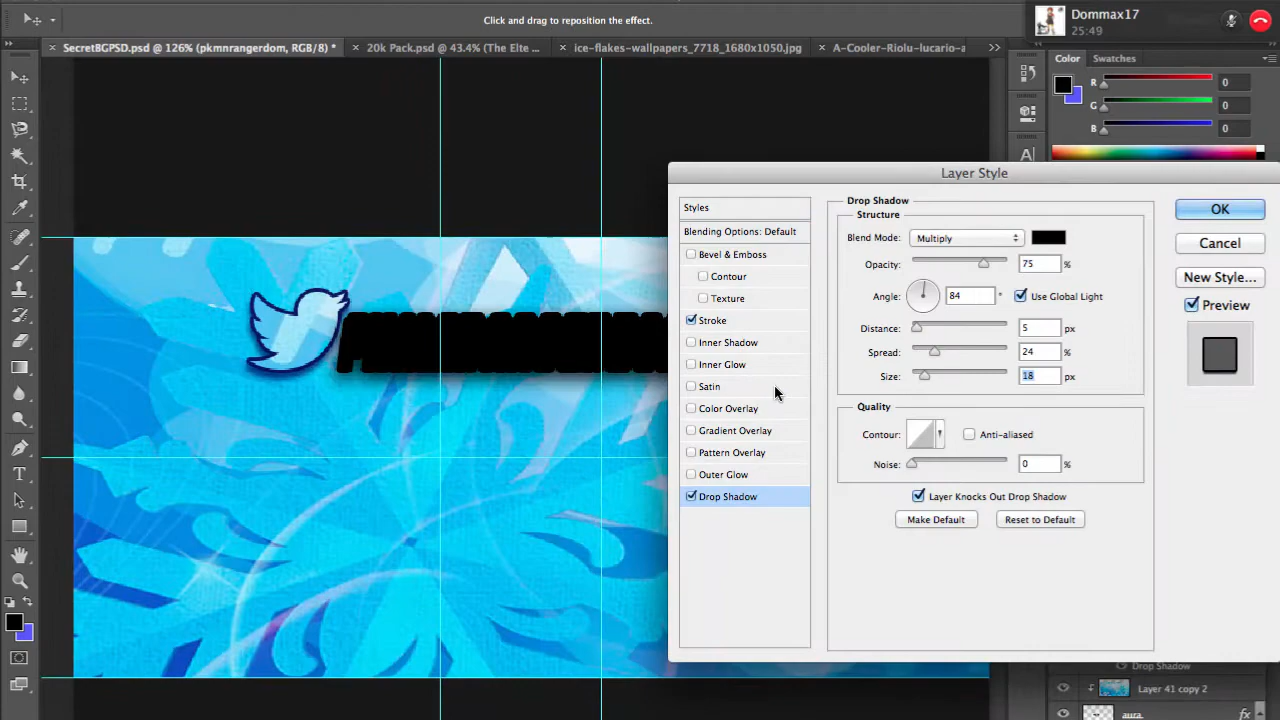 Click and drag to reposition the effect.
Dommax17
25:49
SecretBGPSD.psd @ 126% (pkmnrangerdom, RGB/8) *
20k Pack.psd @ 43.4% (The Elte ...
ice-flakes-wallpapers_7718_1680x1050.jpg
A-Cooler-Riolu-lucario-a
Color
Swatches
R 0
G 0
B 0
Layer Style
Styles
Blending Options: Default
Bevel & Emboss
Contour
Texture
Stroke
Inner Shadow
Inner Glow
Satin
Color Overlay
Gradient Overlay
Pattern Overlay
Outer Glow
Drop Shadow
Drop Shadow
Structure
Blend Mode: Multiply
Opacity: 75 %
Angle: 84 ° Use Global Light
Distance: 5 px
Spread: 24 %
Size: 18 px
Quality
Contour: Anti-aliased
Noise: 0 %
Layer Knocks Out Drop Shadow
Make Default
Reset to Default
OK
Cancel
New Style...
Preview
Drop Shadow
Layer 41 copy 2
aura
fx